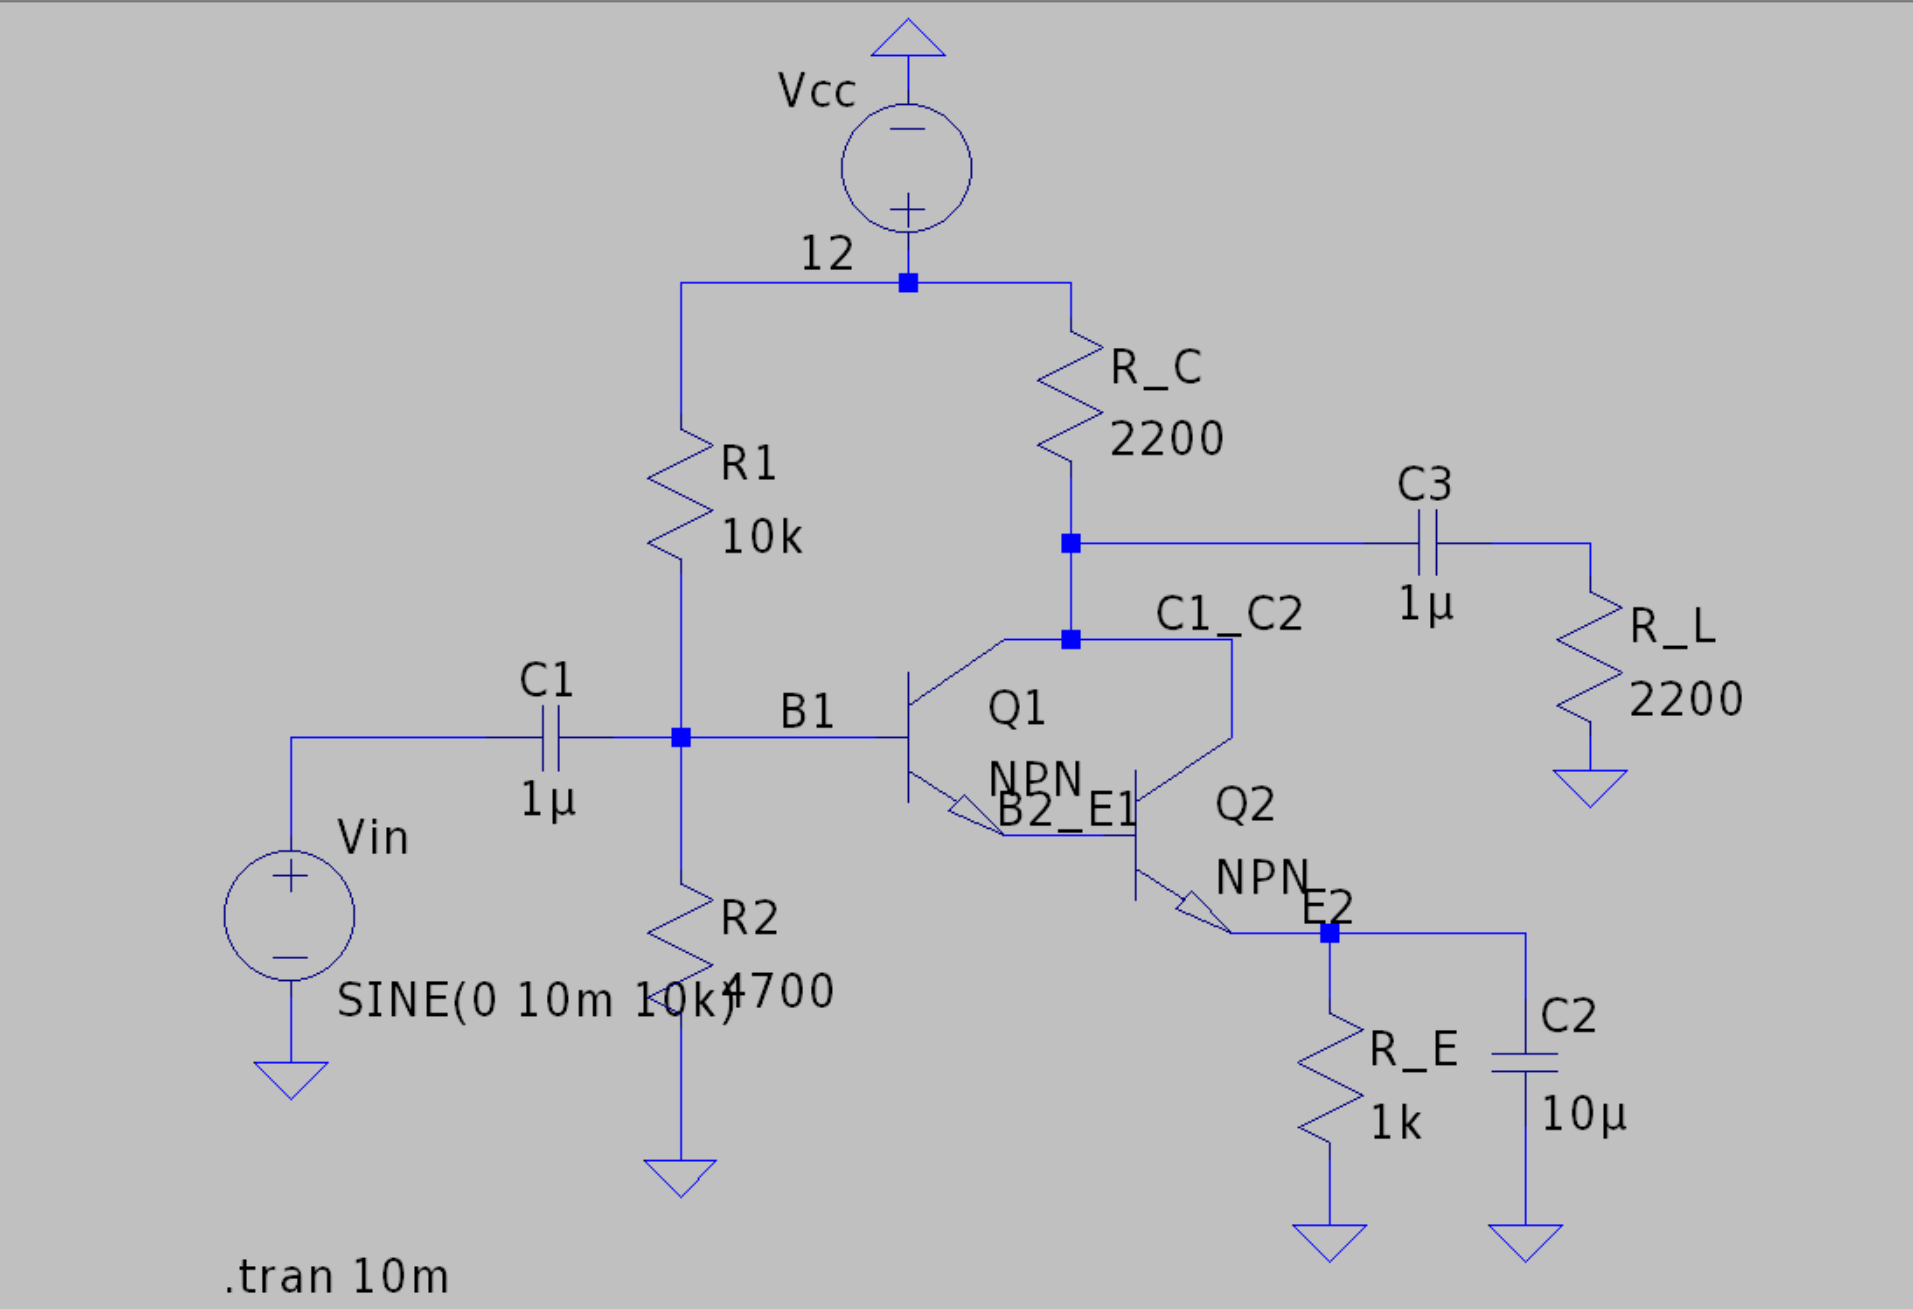 Vcc
12
R_C
2200
R1
10k
C3
1µ
C1_C2
R_L
2200
C1
1µ
B1
Q1
NPN
B2_E1
Q2
NPN
E2
Vin
SINE(0 10m 10k)
R2
4700
R_E
1k
C2
10µ
.tran 10m